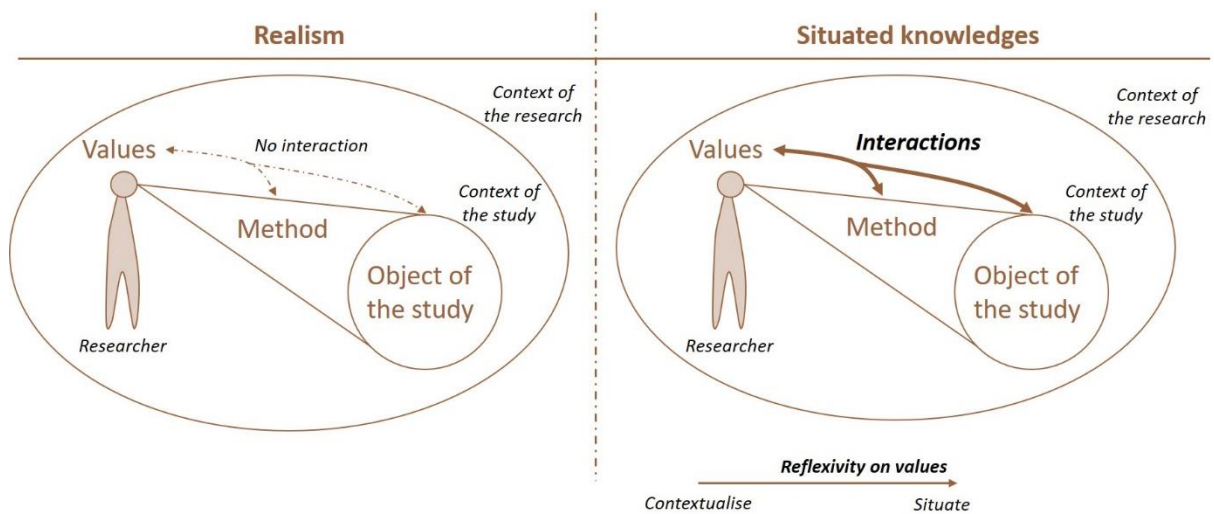 Realism
Context of
the research
Values
No interaction
Context of
the study
Method
Object of
the study
Researcher
Situated knowledges
Context of
the research
Values
Interactions
Context of
the study
Method
Object of
the study
Researcher
Reflexivity on values
Contextualise
Situate